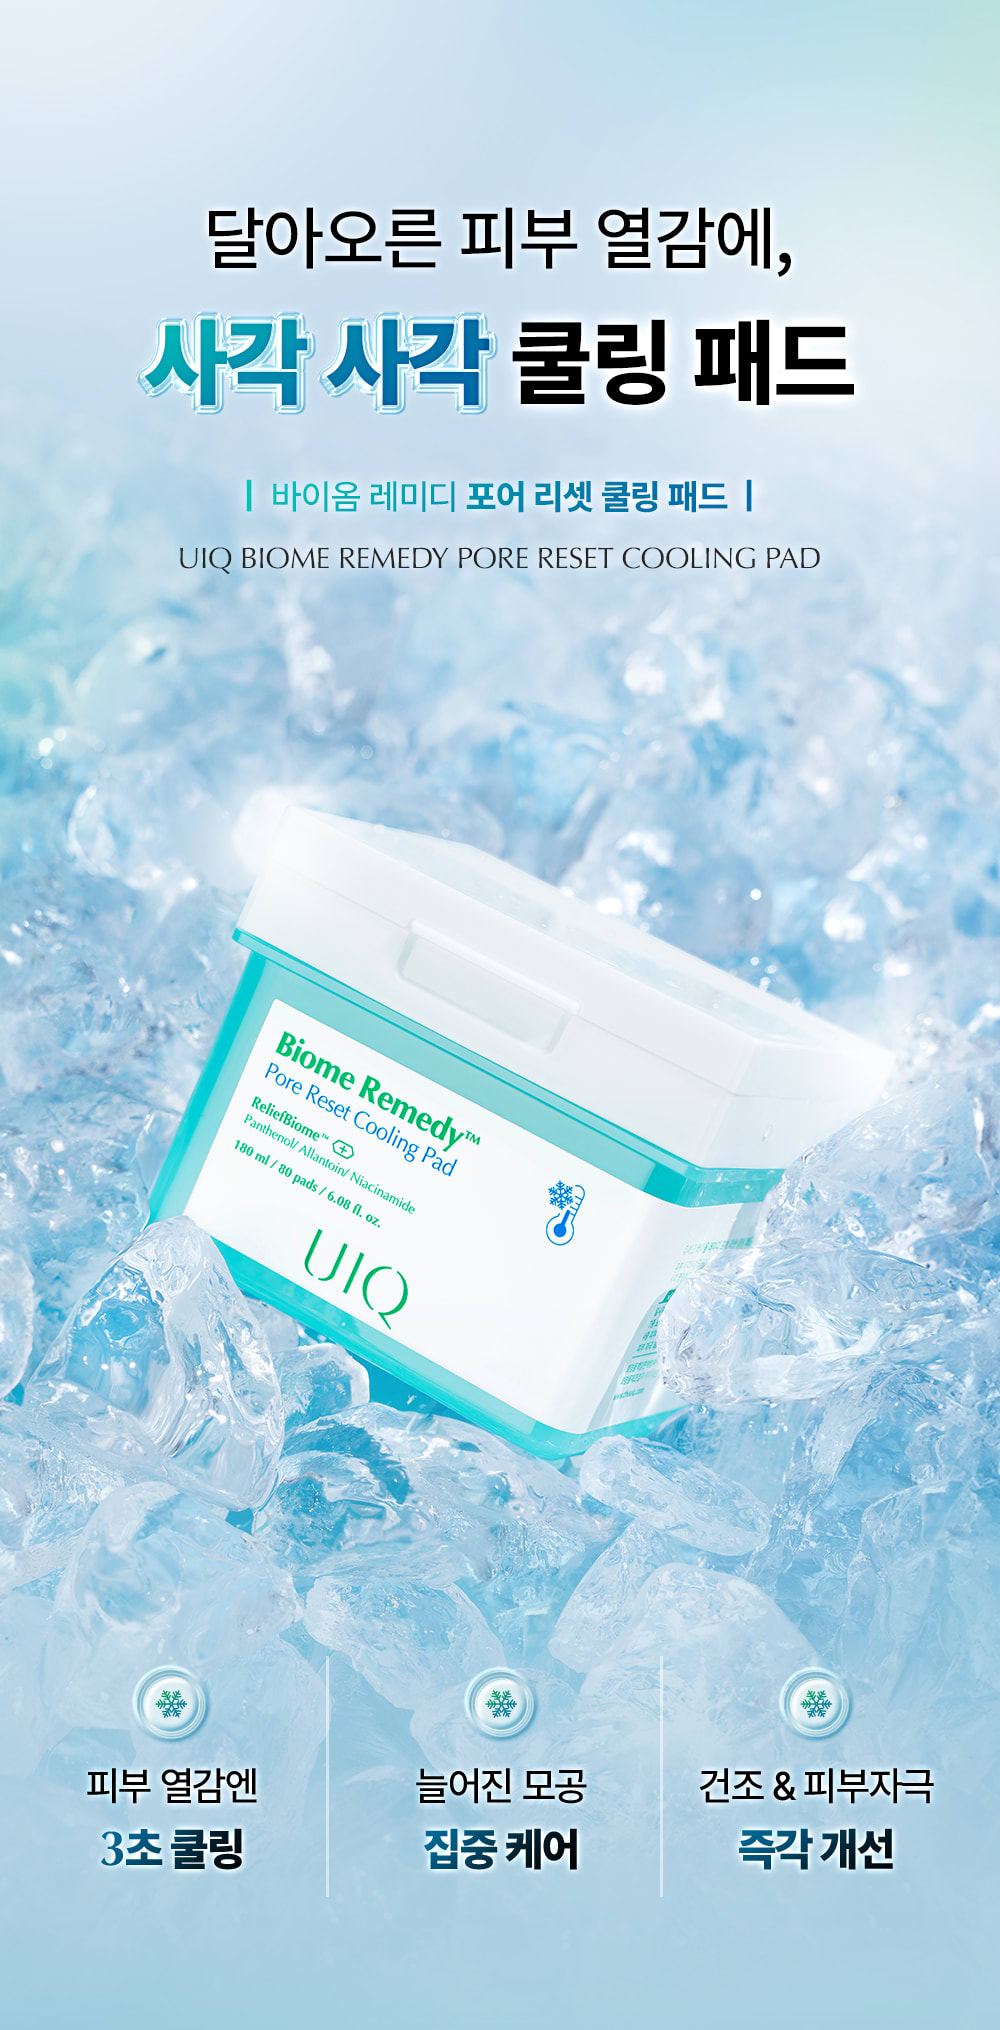 달아오른 피부 열감에,
사각 사각 쿨링 패드
| 바이옴 레미디 포어 리셋 쿨링 패드 |
UIQ BIOME REMEDY PORE RESET COOLING PAD
Biome Remedy™
Pore Reset Cooling Pad
ReliefBiome™
Panthenol/ Allantoin/ Niacinamide
180 ml / 80 pads / 6.08 fl. oz.
UIQ
피부 열감엔
3초 쿨링
늘어진 모공
집중 케어
건조 & 피부자극
즉각 개선